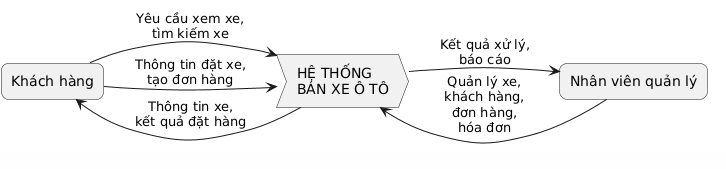 Yêu cầu xem xe,
tìm kiếm xe
Thông tin đặt xe,
tạo đơn hàng
Khách hàng
Thông tin xe,
kết quả đặt hàng
HỆ THỐNG
BÁN XE Ô TÔ
Kết quả xử lý,
báo cáo
Quản lý xe,
khách hàng,
đơn hàng,
hóa đơn
Nhân viên quản lý